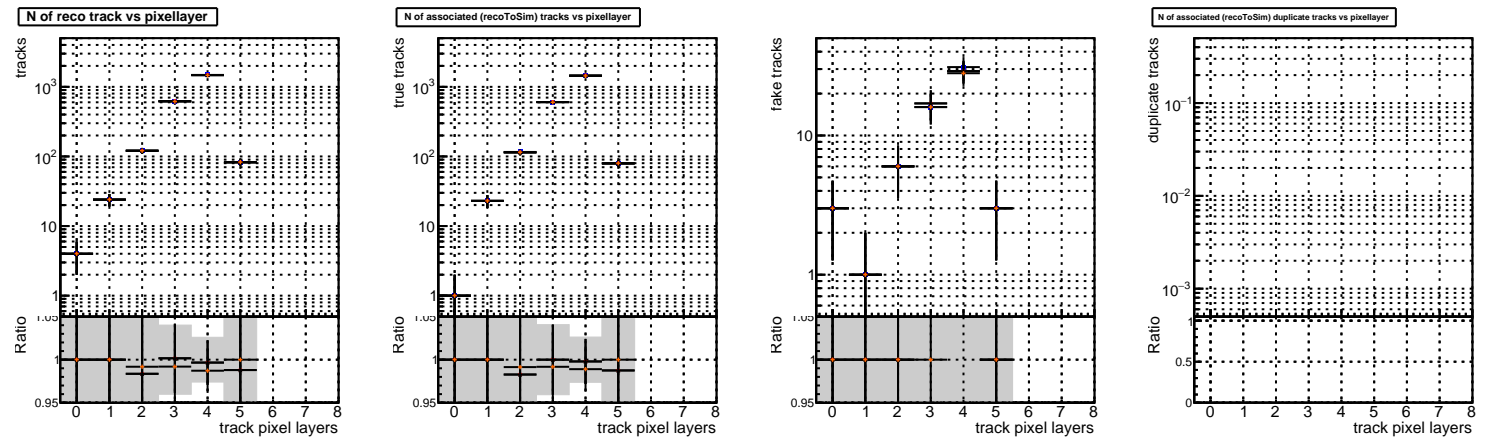 N of reco track vs pixellayer
tracks
10³
10²
10
1
Ratio
1.05
1
0.95
0 1 2 3 4 5 6 7 8
track pixel layers
N of associated (recoToSim) tracks vs pixellayer
true tracks
10³
10²
10
1
Ratio
1.05
1
0.95
0 1 2 3 4 5 6 7 8
track pixel layers
fake tracks
10
1
Ratio
1.05
1
0.95
0 1 2 3 4 5 6 7 8
track pixel layers
N of associated (recoToSim) duplicate tracks vs pixellayer
duplicate tracks
10⁻¹
10⁻²
10⁻³
Ratio
1
0.5
0
0 1 2 3 4 5 6 7 8
track pixel layers